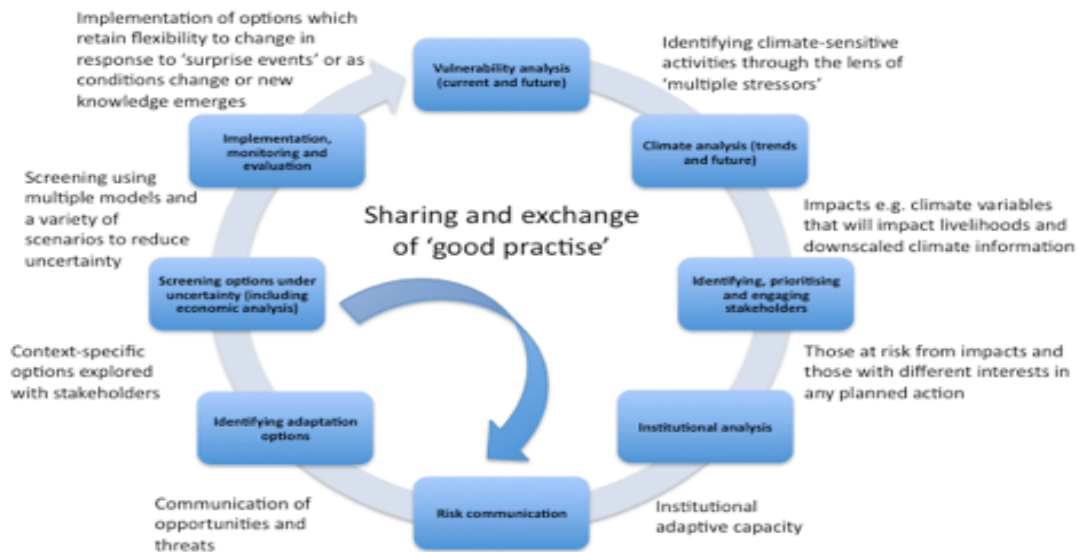 Implementation of options which
retain flexibility to change in
response to 'surprise events' or as
conditions change or new
knowledge emerges
Vulnerability analysis
(current and future)
Identifying climate-sensitive
activities through the lens of
'multiple stressors'
Implementation,
monitoring and
evaluation
Climate analysis (trends
and future)
Screening using
multiple models and
a variety of
scenarios to reduce
uncertainty
Sharing and exchange
of 'good practise'
Impacts e.g. climate variables
that will impact livelihoods and
downscaled climate information
Screening options under
uncertainty (including
economic analysis)
Identifying, prioritising
and engaging
stakeholders
Context-specific
options explored
with stakeholders
Those at risk from impacts and
those with different interests in
any planned action
Identifying adaptation
options
Institutional analysis
Communication of
opportunities and
threats
Risk communication
Institutional
adaptive capacity